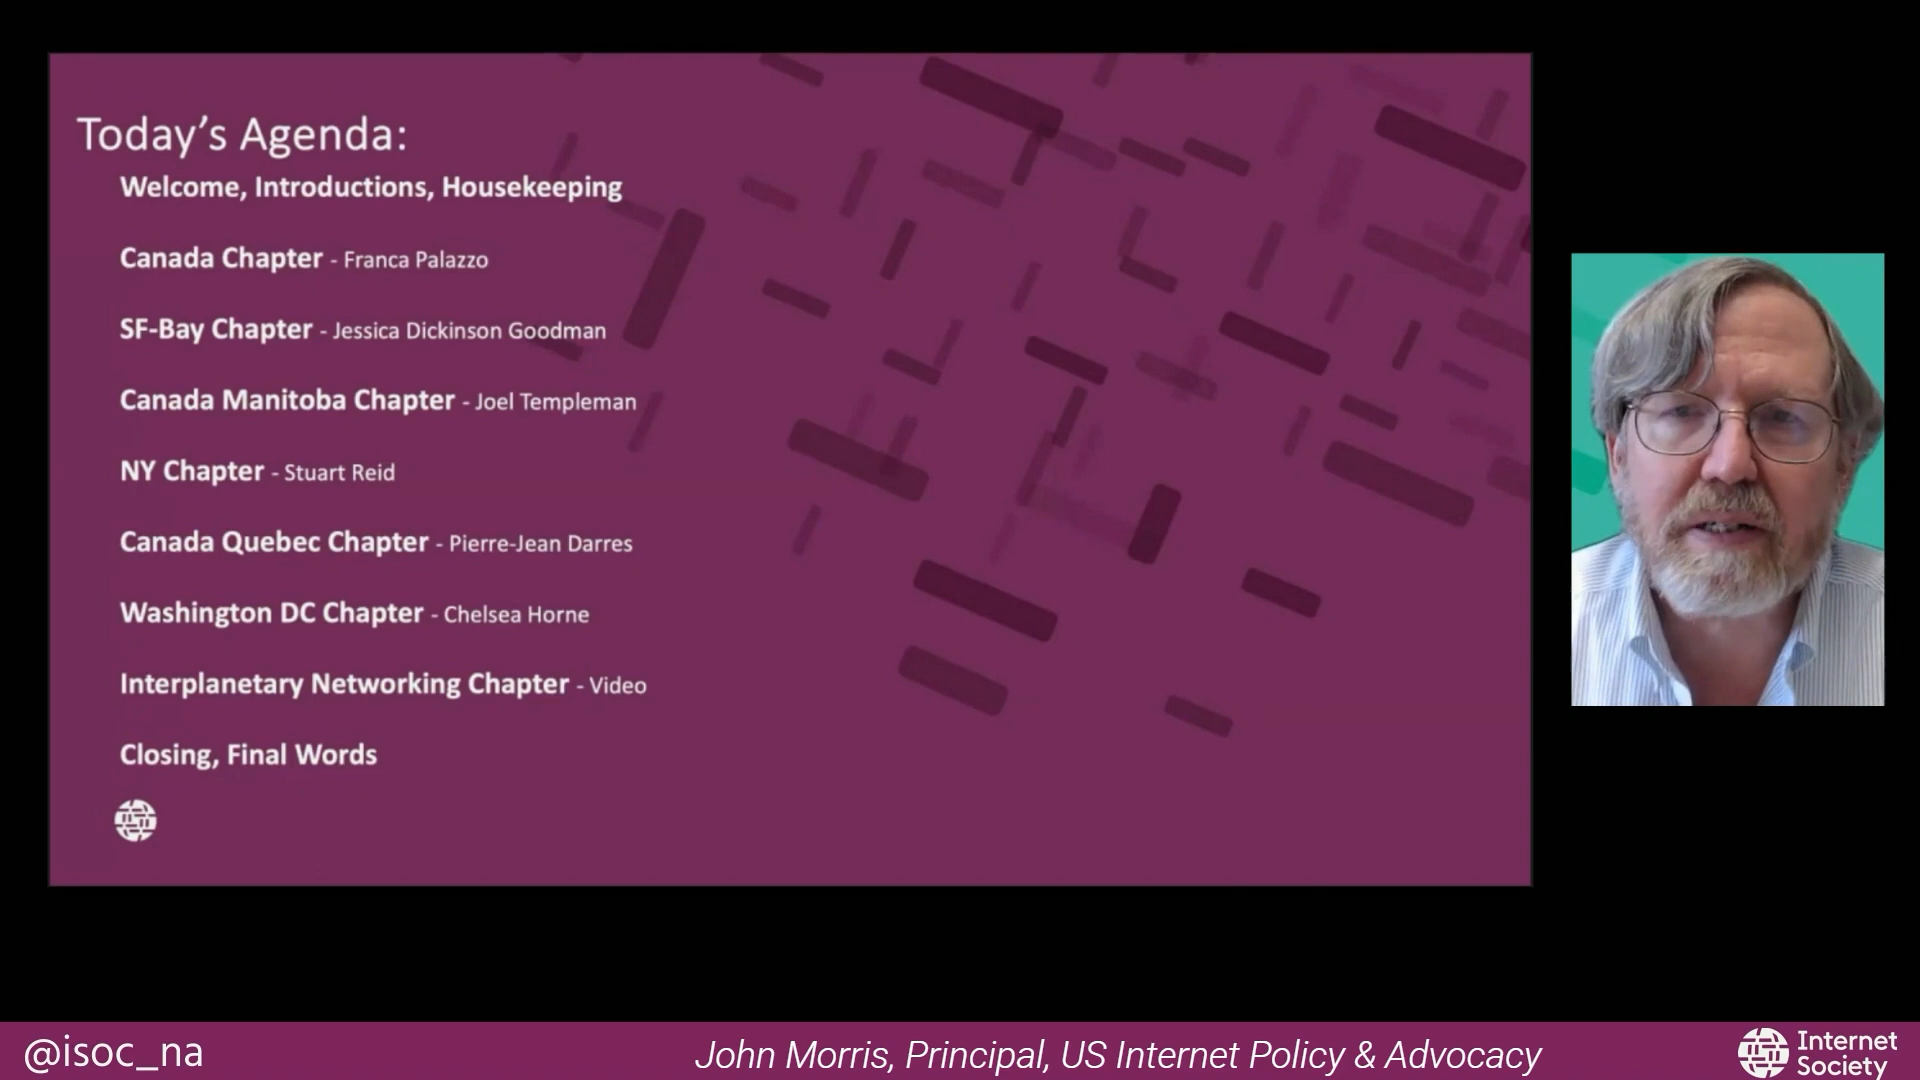 Today's Agenda:
Welcome, Introductions, Housekeeping
Canada Chapter - Franca Palazzo
SF-Bay Chapter - Jessica Dickinson Goodman
Canada Manitoba Chapter - Joel Templeman
NY Chapter - Stuart Reid
Canada Quebec Chapter - Pierre-Jean Darres
Washington DC Chapter - Chelsea Horne
Interplanetary Networking Chapter - Video
Closing, Final Words
@isoc_na
John Morris, Principal, US Internet Policy & Advocacy
Internet
Society